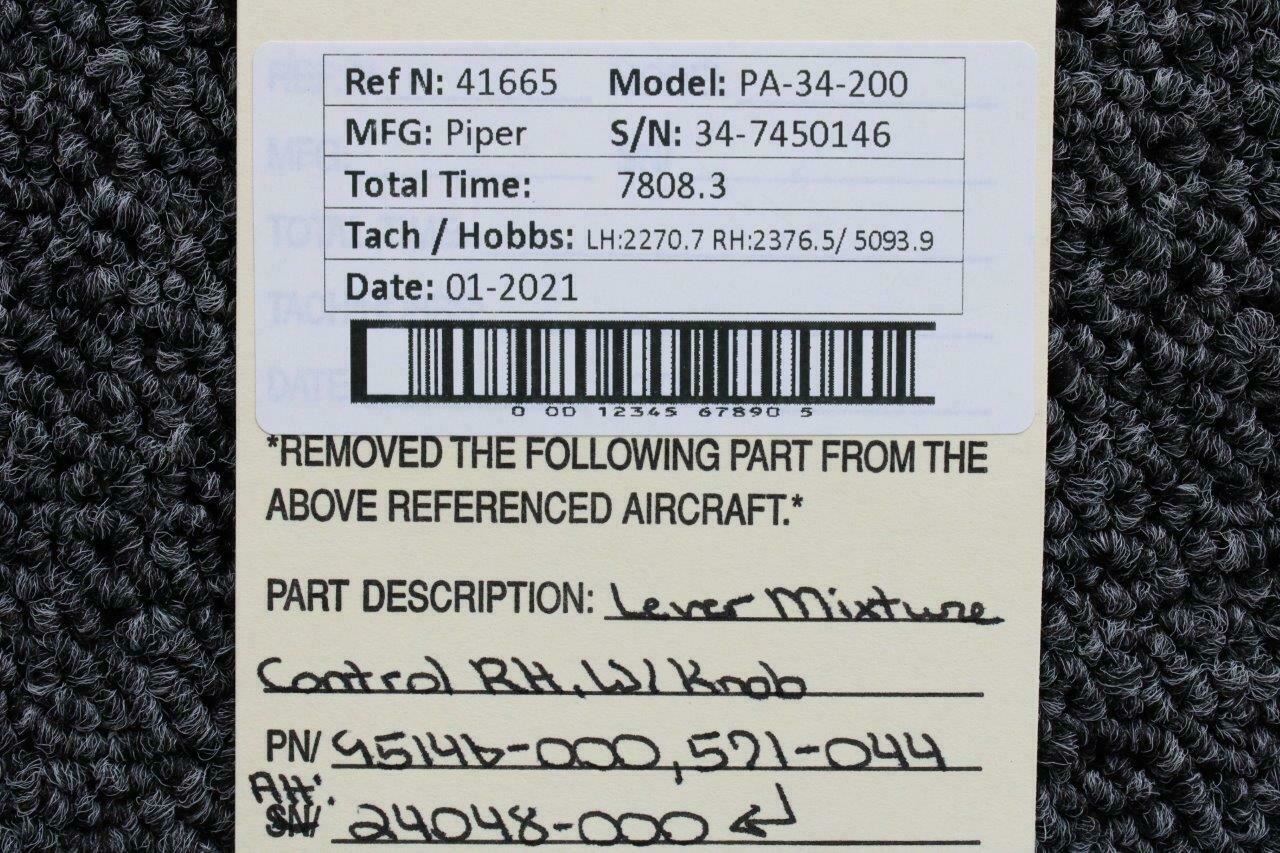 Ref N: 41665 Model: PA-34-200
MFG: Piper S/N: 34-7450146
Total Time: 7808.3
Tach / Hobbs: LH:2270.7 RH:2376.5/ 5093.9
Date: 01-2021
0 00 12345 67890 5
*REMOVED THE FOLLOWING PART FROM THE
ABOVE REFERENCED AIRCRAFT.*
PART DESCRIPTION: Lever Mixture
Control RH, W/ Knob
PN/ 95146-000, 571-044
Alt:
SN/ 24048-000